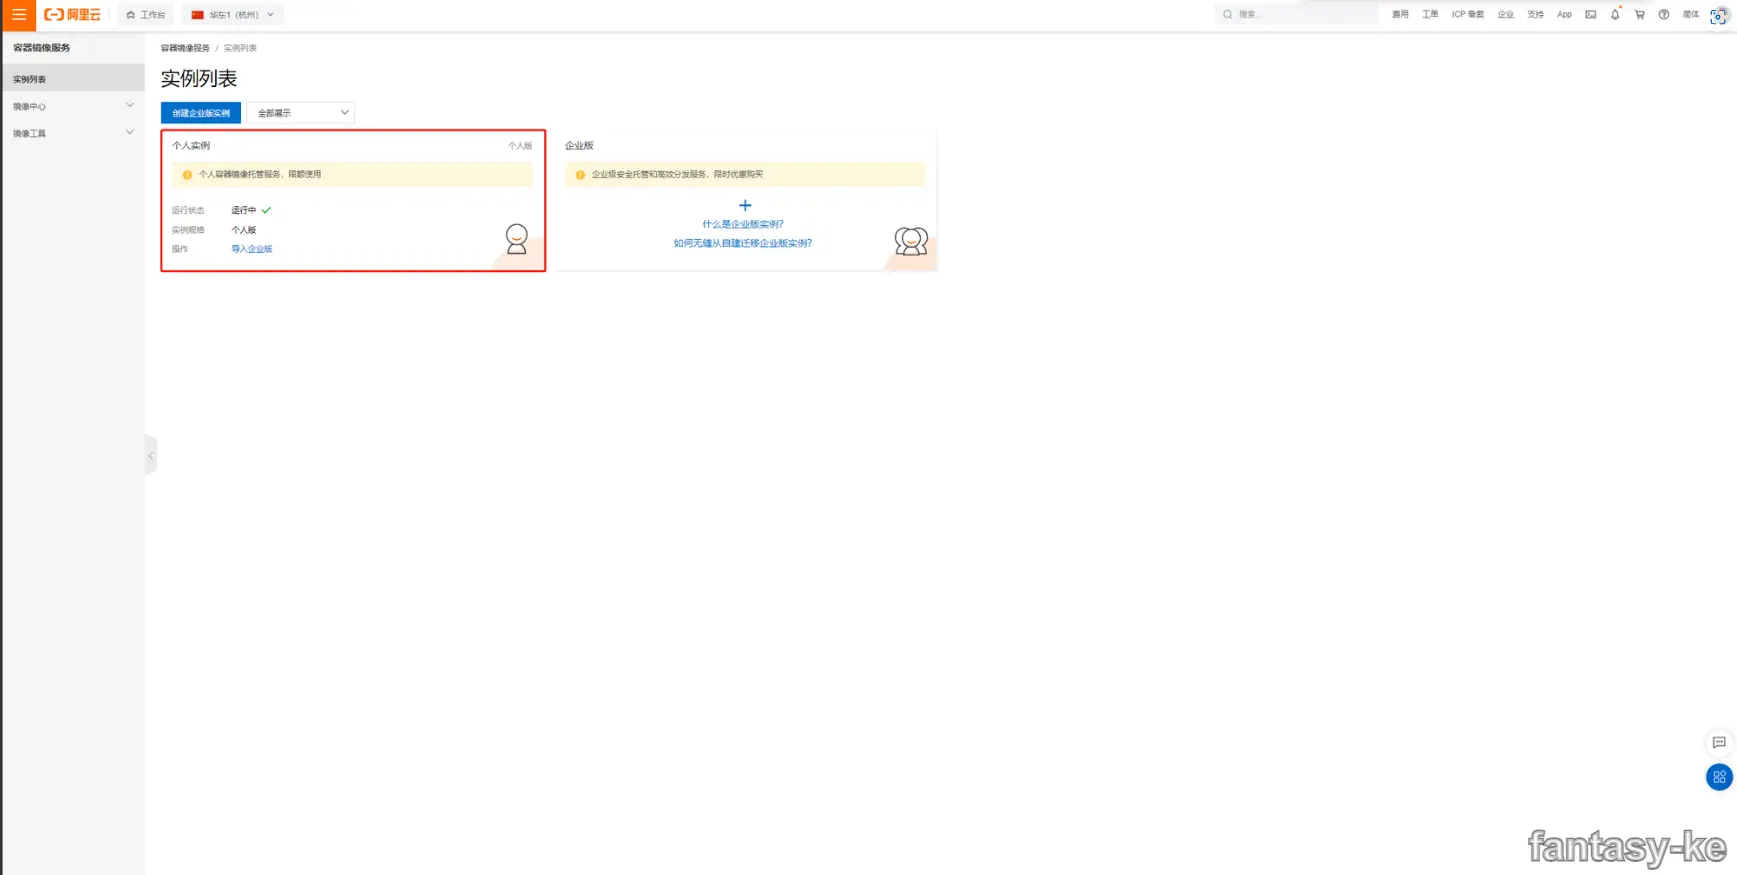 阿里云
工作台
华东1（杭州）
搜索...
费用
工单
ICP 备案
企业
支持
App
简体
容器镜像服务
实例列表
镜像中心
镜像工具
容器镜像服务 / 实例列表
实例列表
创建企业版实例
全部展示
个人实例
个人版
个人容器镜像托管服务，限额使用
运行状态 运行中
实例规格 个人版
操作 导入企业版
企业版
企业级安全托管和高效分发服务，限时优惠购买
什么是企业版实例?
如何无缝从自建迁移企业版实例?
fantasy-ke